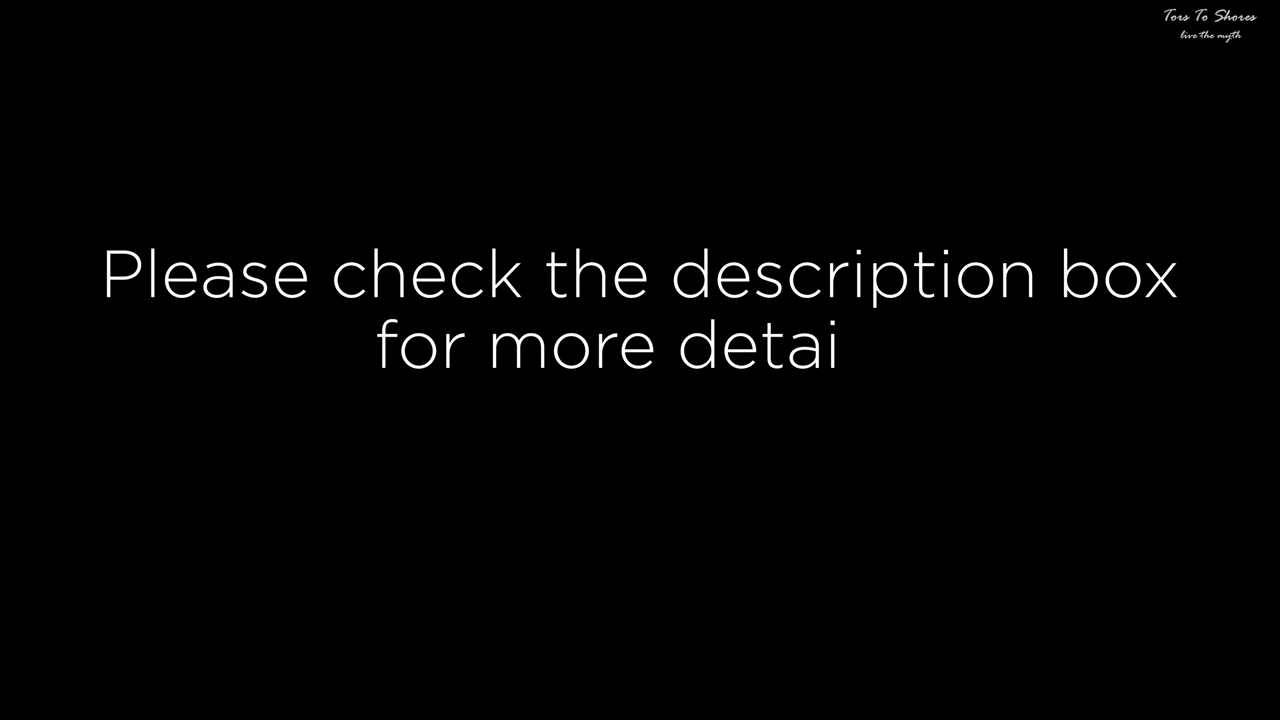 Tors To Shores
live the myth
Please check the description box
for more detai